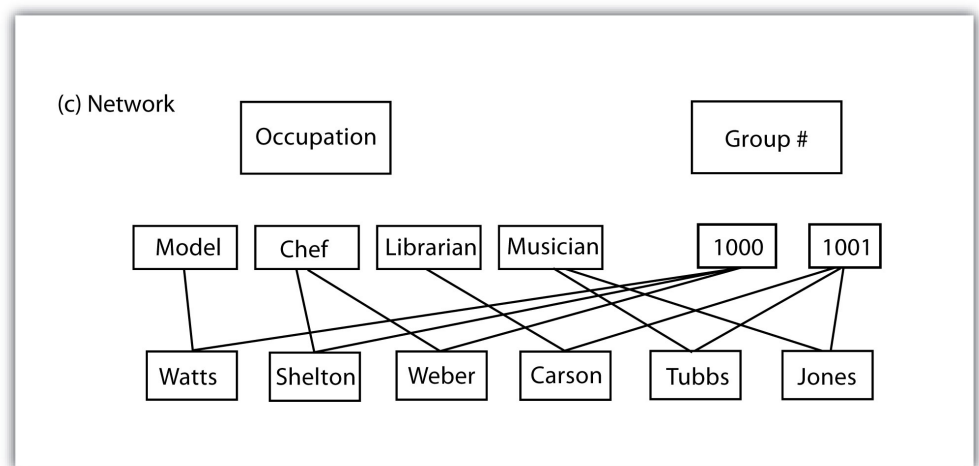 (c) Network
Occupation
Group #
Model
Chef
Librarian
Musician
1000
1001
Watts
Shelton
Weber
Carson
Tubbs
Jones